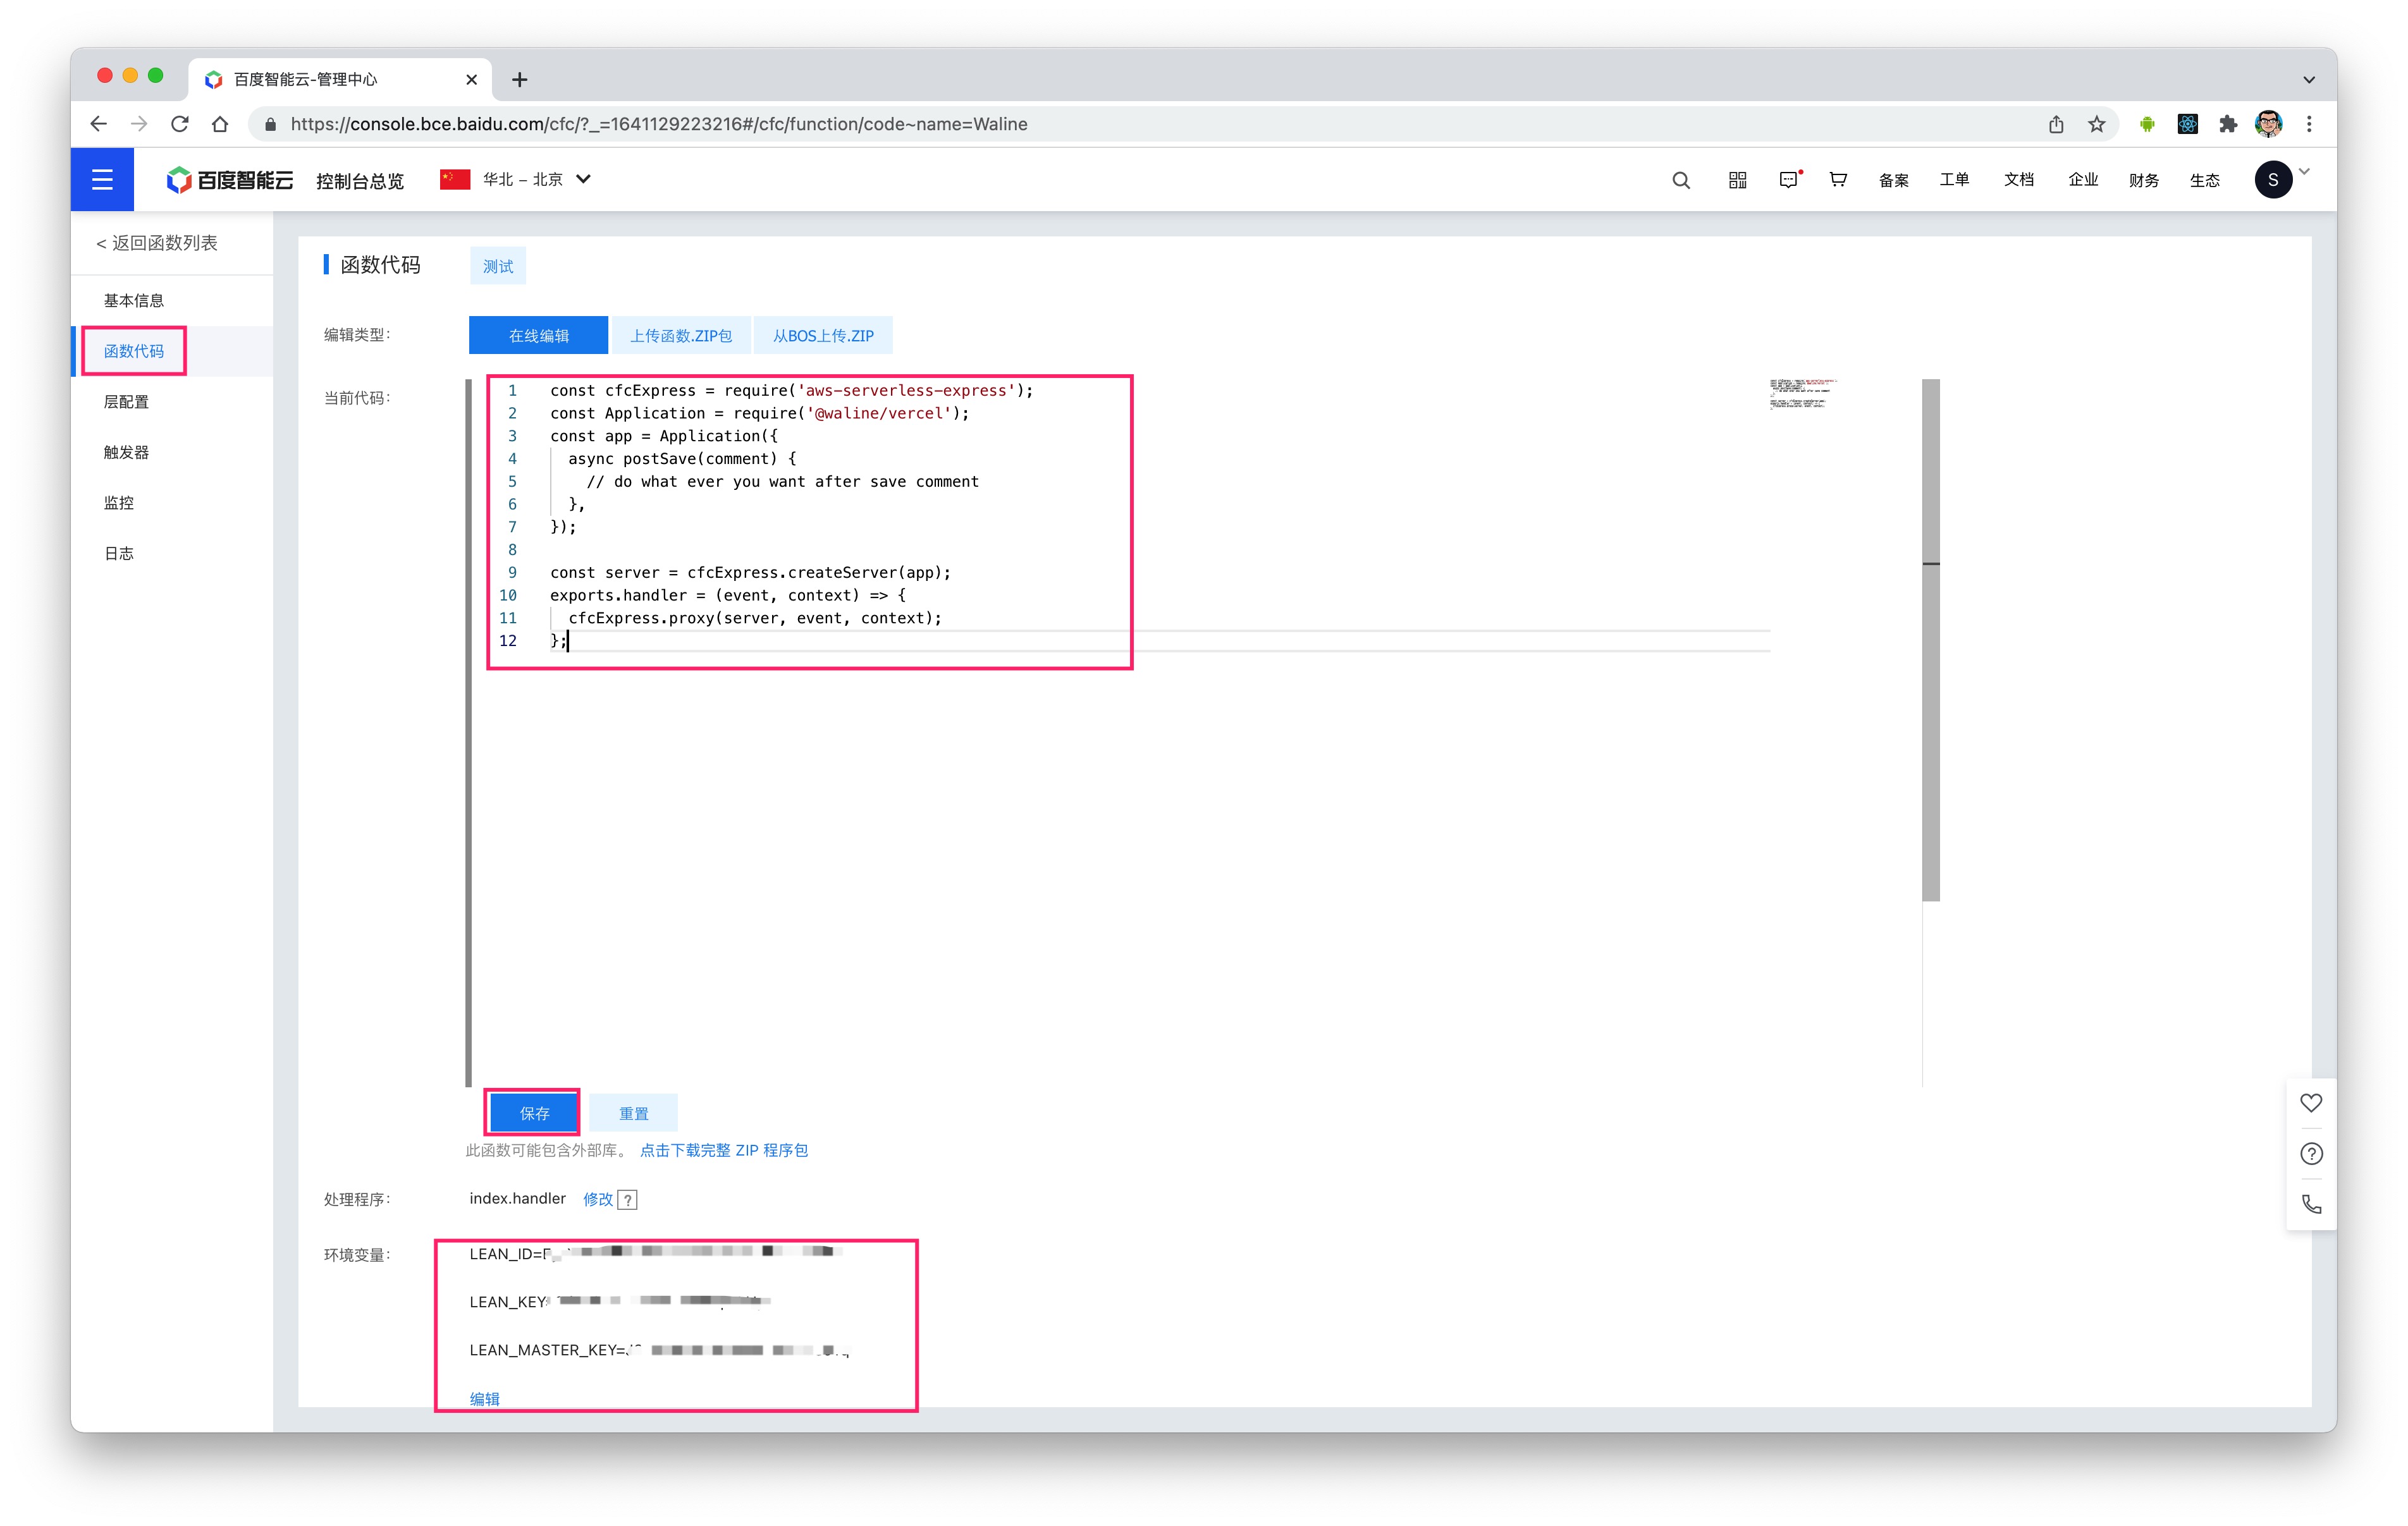 百度智能云-管理中心
https://console.bce.baidu.com/cfc/?_=1641129223216#/cfc/function/code~name=Waline
百度智能云 控制台总览 华北 – 北京 备案 工单 文档 企业 财务 生态 S
< 返回函数列表
基本信息
函数代码
层配置
触发器
监控
日志
函数代码 测试
编辑类型: 在线编辑 上传函数.ZIP包 从BOS上传.ZIP
当前代码:
1 const cfcExpress = require('aws-serverless-express');
2 const Application = require('@waline/vercel');
3 const app = Application({
4 async postSave(comment) {
5 // do what ever you want after save comment
6 },
7 });
8
9 const server = cfcExpress.createServer(app);
10 exports.handler = (event, context) => {
11 cfcExpress.proxy(server, event, context);
12 };
保存 重置
此函数可能包含外部库。 点击下载完整 ZIP 程序包
处理程序: index.handler 修改 ?
环境变量: LEAN_ID=
LEAN_KEY
LEAN_MASTER_KEY=
编辑